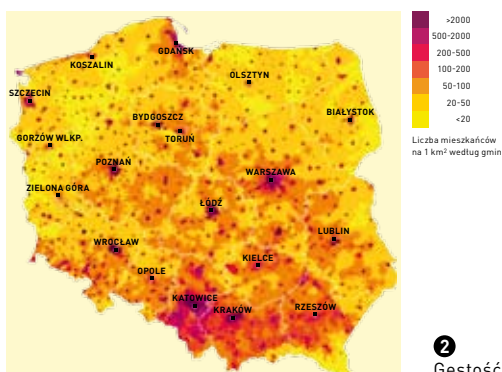 GDAŃSK
KOSZALIN
OLSZTYN
SZCZECIN
BIAŁYSTOK
BYDGOSZCZ
TORUŃ
GORZÓW WLKP.
POZNAŃ
WARSZAWA
ZIELONA GÓRA
ŁÓDŹ
LUBLIN
WROCŁAW
KIELCE
OPOLE
KATOWICE
KRAKÓW
RZESZÓW
>2000
500-2000
200-500
100-200
50-100
20-50
<20
Liczba mieszkańców
na 1 km² według gmin
2
Gęstość